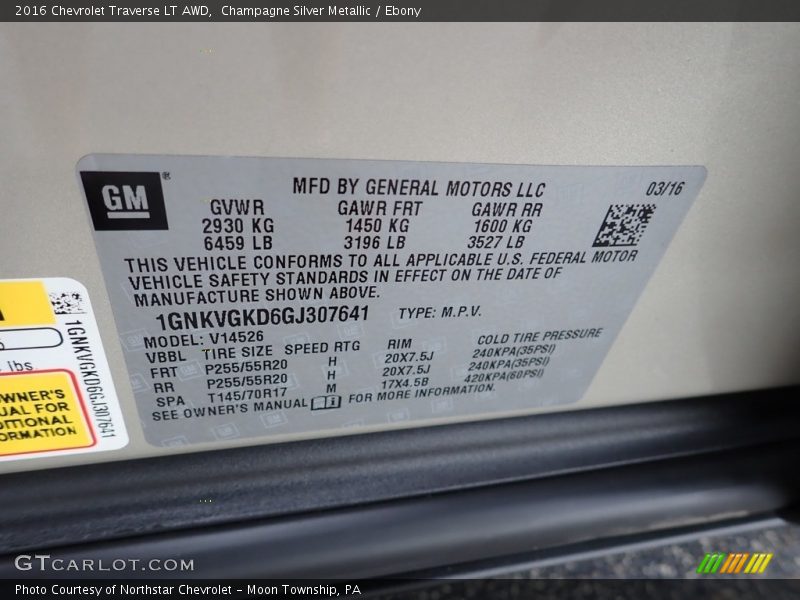 2016 Chevrolet Traverse LT AWD,  Champagne Silver Metallic / Ebony
GM ®
MFD BY GENERAL MOTORS LLC 03/16
GVWR GAWR FRT GAWR RR
2930 KG 1450 KG 1600 KG
6459 LB 3196 LB 3527 LB
THIS VEHICLE CONFORMS TO ALL APPLICABLE U.S. FEDERAL MOTOR
VEHICLE SAFETY STANDARDS IN EFFECT ON THE DATE OF
MANUFACTURE SHOWN ABOVE.
1GNKVGKD6GJ307641 TYPE: M.P.V.
MODEL: V14526
VBBL TIRE SIZE SPEED RTG RIM COLD TIRE PRESSURE
FRT P255/55R20 H 20X7.5J 240KPA(35PSI)
RR P255/55R20 H 20X7.5J 240KPA(35PSI)
SPA T145/70R17 M 17X4.5B 420KPA(60PSI)
SEE OWNER'S MANUAL FOR MORE INFORMATION.
1GNKVGKD6GJ307641
lbs
OWNER'S
UAL FOR
DITIONAL
ORMATION
GTCARLOT.COM
Photo Courtesy of Northstar Chevrolet - Moon Township, PA